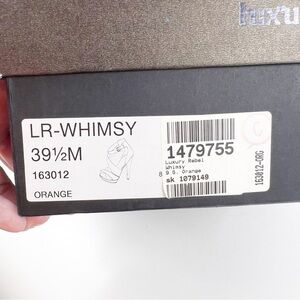 luxu
LR-WHIMSY
39½M
163012
ORANGE
1479755
Luxury Rebel
Whimsy
8 9 5. Orange
sk 1079149
C
163012-ORG